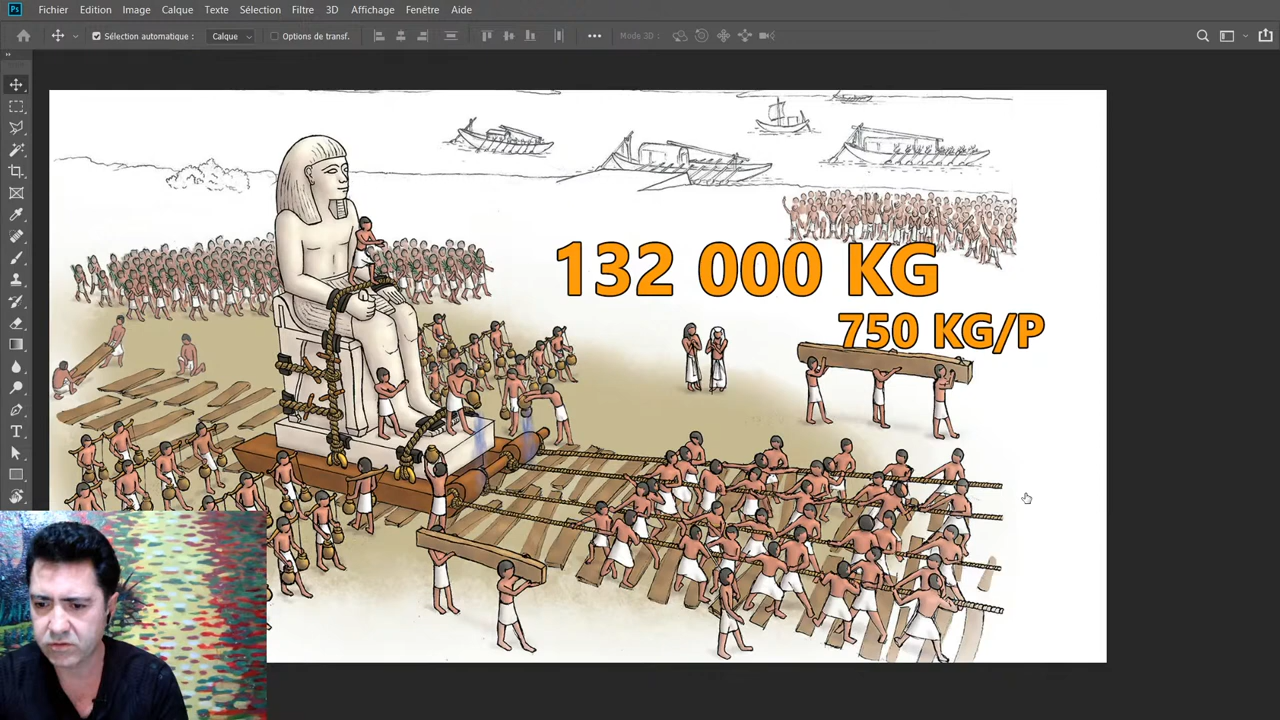 Ps Fichier Edition Image Calque Texte Sélection Filtre 3D Affichage Fenêtre Aide
Sélection automatique : Calque Options de transf. Mode 3D :
132 000 KG
750 KG/P